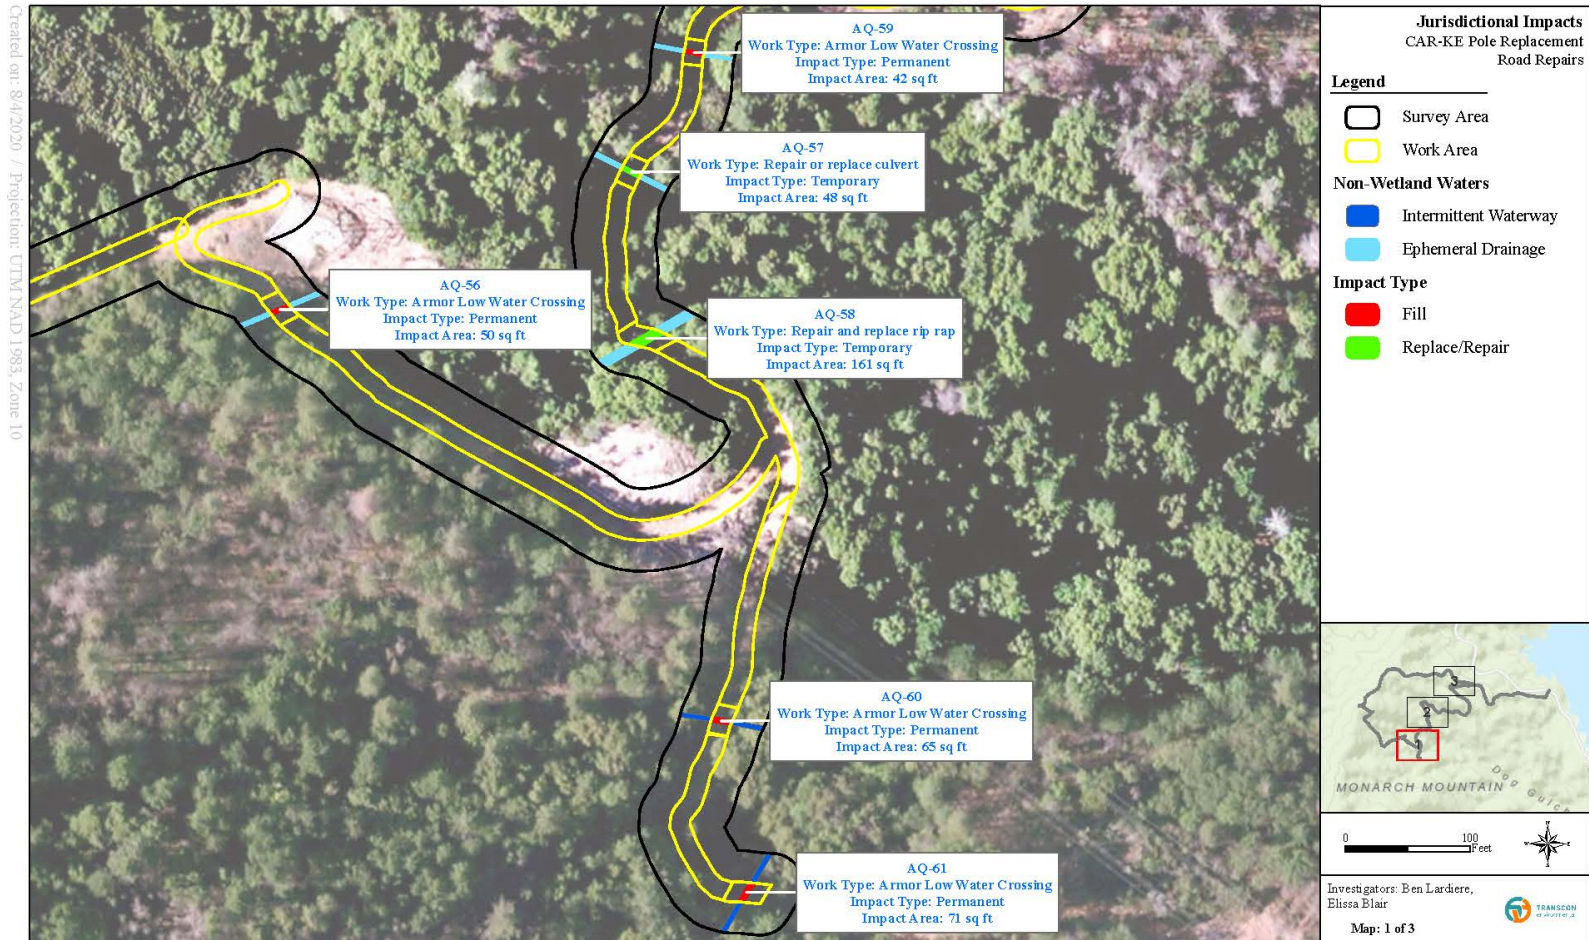 Created on: 8/4/2020 / Projection: UTM NAD 1983, Zone 10
AQ-59
Work Type: Armor Low Water Crossing
Impact Type: Permanent
Impact Area: 42 sq ft
AQ-57
Work Type: Repair or replace culvert
Impact Type: Temporary
Impact Area: 48 sq ft
AQ-56
Work Type: Armor Low Water Crossing
Impact Type: Permanent
Impact Area: 50 sq ft
AQ-58
Work Type: Repair and replace rip rap
Impact Type: Temporary
Impact Area: 161 sq ft
AQ-60
Work Type: Armor Low Water Crossing
Impact Type: Permanent
Impact Area: 65 sq ft
AQ-61
Work Type: Armor Low Water Crossing
Impact Type: Permanent
Impact Area: 71 sq ft
Jurisdictional Impacts
CAR-KE Pole Replacement
Road Repairs
Legend
Survey Area
Work Area
Non-Wetland Waters
Intermittent Waterway
Ephemeral Drainage
Impact Type
Fill
Replace/Repair
3
2
1
MONARCH MOUNTAIN
Dog Gulch
0 100
Feet
Investigators: Ben Lardiere,
Elissa Blair
Map: 1 of 3
TRANSCON